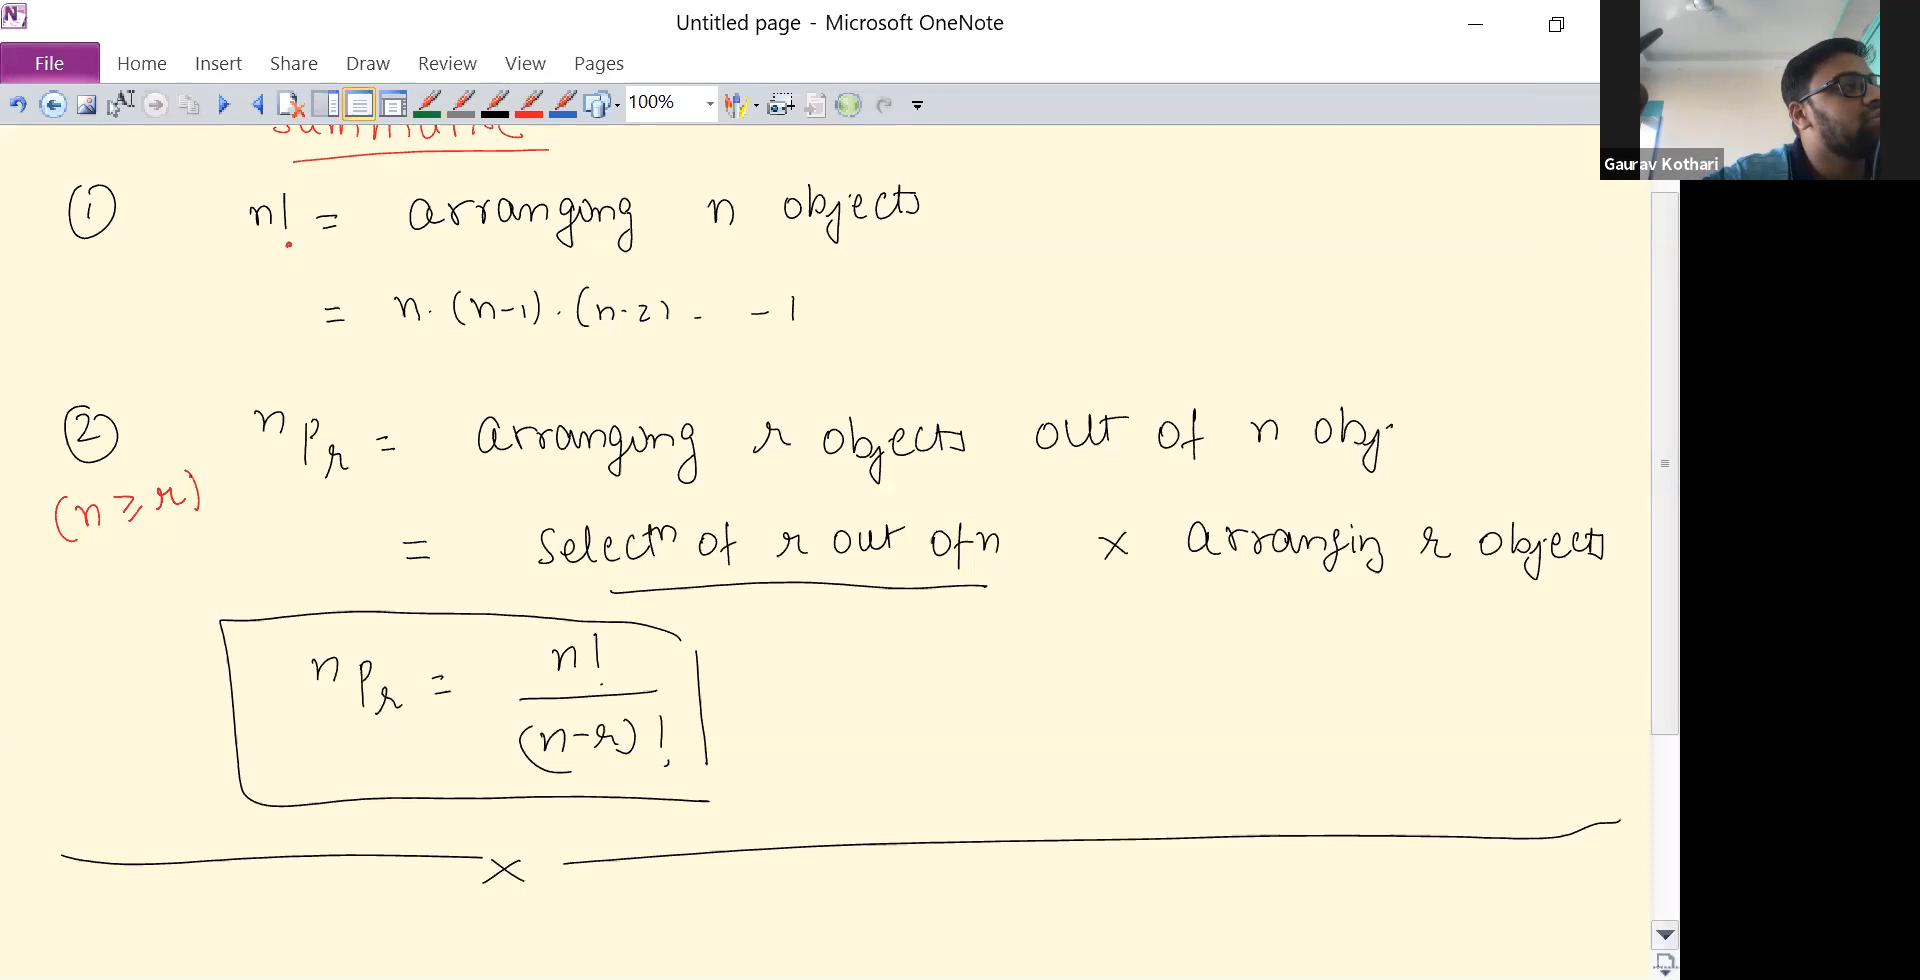 Untitled page - Microsoft OneNote
File Home Insert Share Draw Review View Pages
100%
Gaurav Kothari
① n! = arranging n objects
= n. (n-1) . (n-2) - - 1
② nPr = arranging r objects out of n obj.
(n ≥ r)
= Selectn of r out of n × arranging r objects
nPr = n! / (n-r)!
×